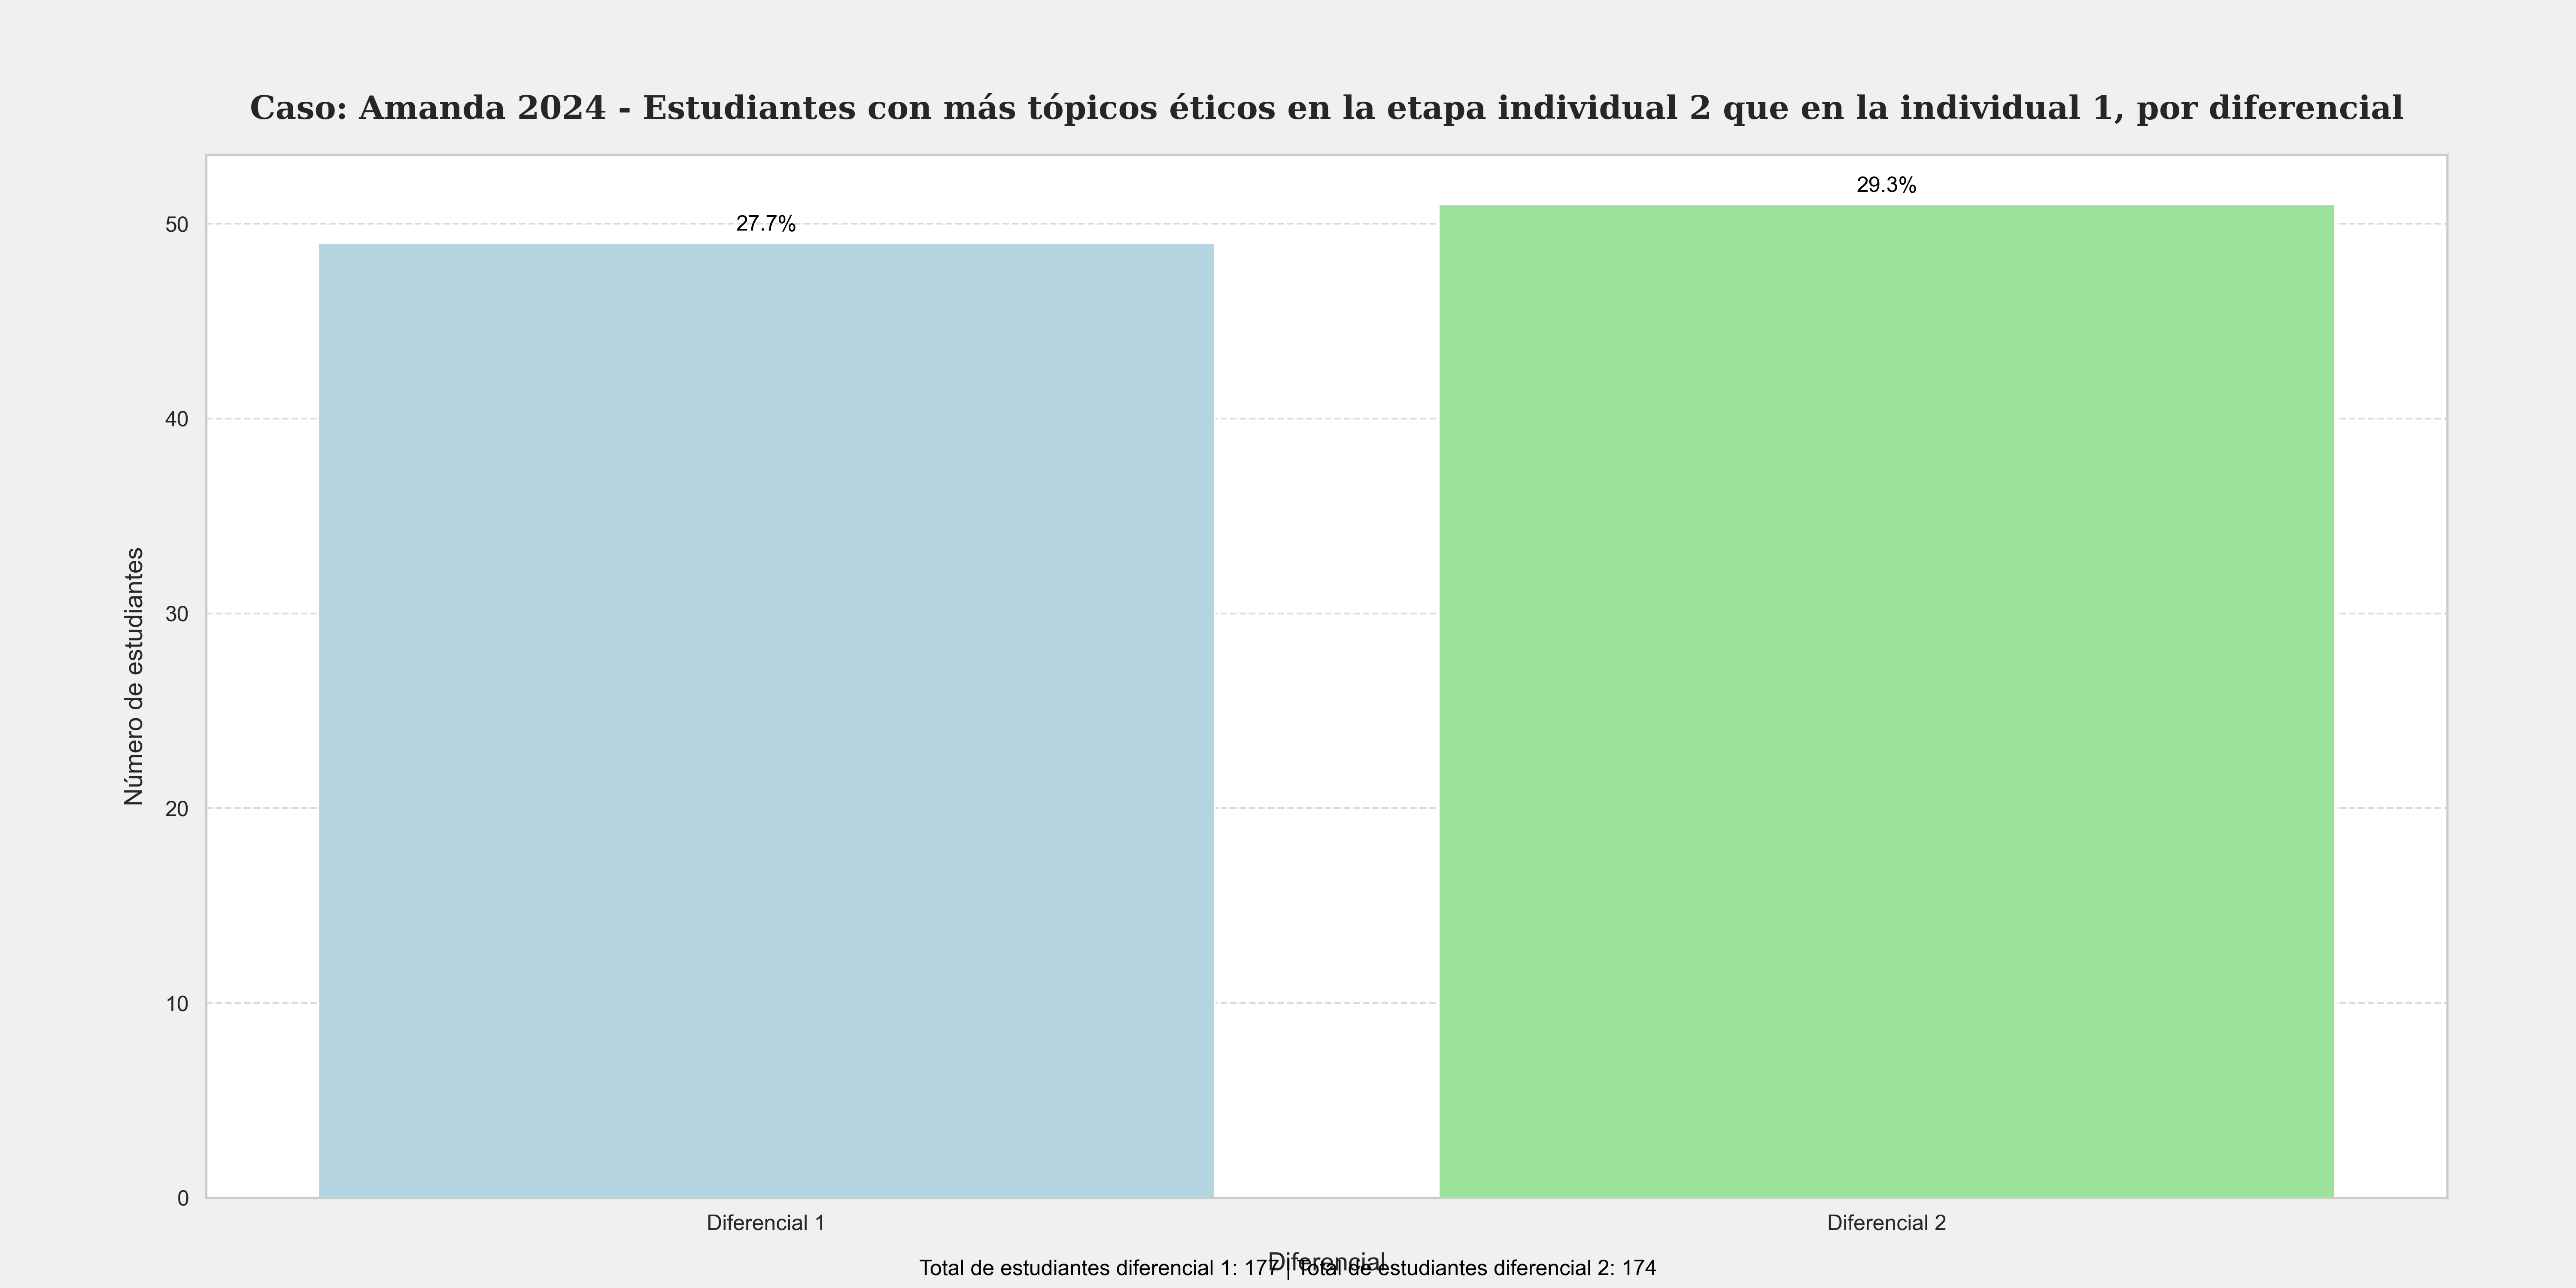 Caso: Amanda 2024 - Estudiantes con más tópicos éticos en la etapa individual 2 que en la individual 1, por diferencial
29.3%
27.7%
50
40
30
20
10
0
Número de estudiantes
Diferencial 1
Diferencial 2
Diferencial
Total de estudiantes diferencial 1: 177 | Total de estudiantes diferencial 2: 174